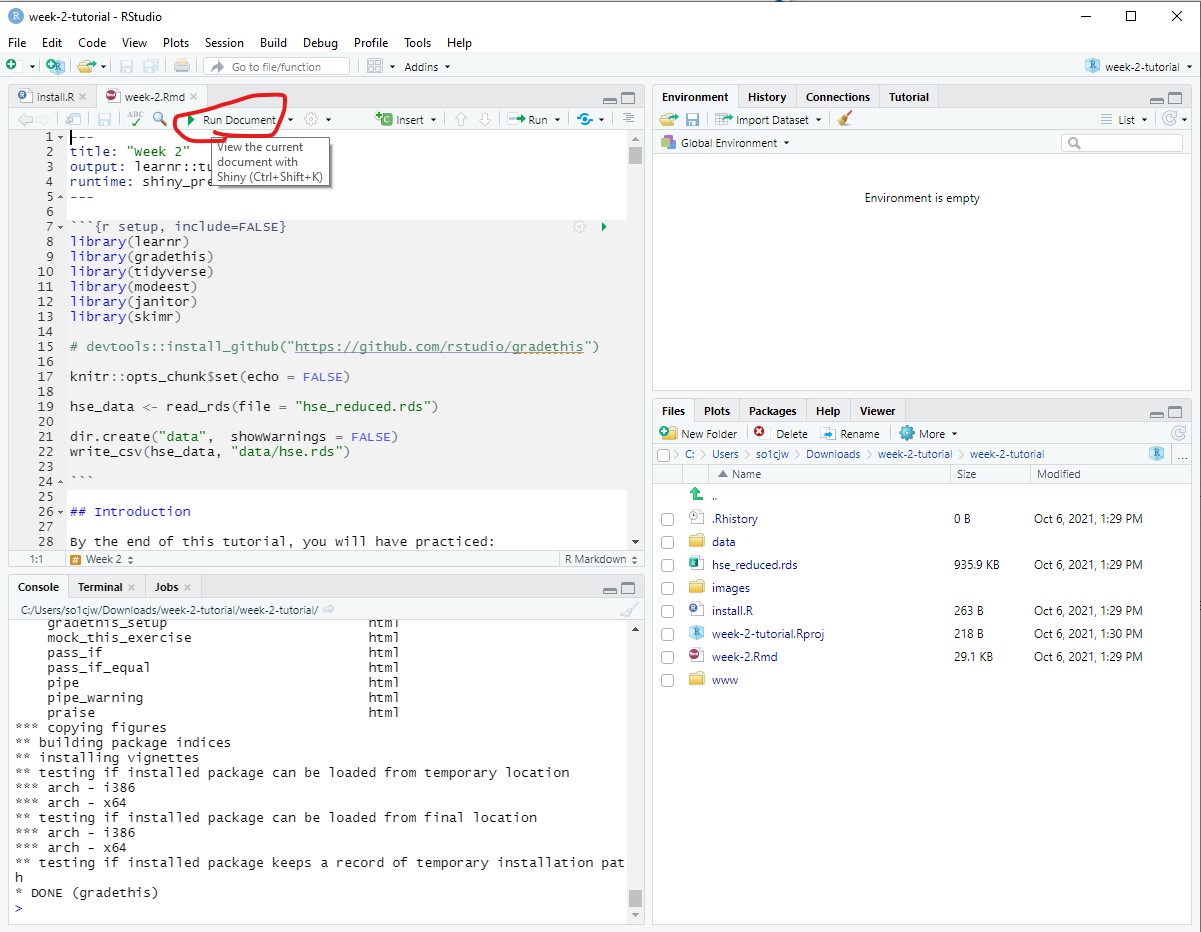 week-2-tutorial - RStudio
File Edit Code View Plots Session Build Debug Profile Tools Help
Go to file/function Addins week-2-tutorial
install.R week-2.Rmd
ABC Run Document Insert Run
View the current
document with
Shiny (Ctrl+Shift+K)
1 ---
2 title: "Week 2"
3 output: learnr::tu
4 runtime: shiny_pre
5 ---
6
7 ```{r setup, include=FALSE}
8 library(learnr)
9 library(gradethis)
10 library(tidyverse)
11 library(modeest)
12 library(janitor)
13 library(skimr)
14
15 # devtools::install_github("https://github.com/rstudio/gradethis")
16
17 knitr::opts_chunk$set(echo = FALSE)
18
19 hse_data <- read_rds(file = "hse_reduced.rds")
20
21 dir.create("data",  showWarnings = FALSE)
22 write_csv(hse_data, "data/hse.rds")
23
24 ```
25
26 ## Introduction
27
28 By the end of this tutorial, you will have practiced:
1:1 # Week 2 R Markdown
Console Terminal Jobs
C:/Users/so1cjw/Downloads/week-2-tutorial/week-2-tutorial/
gradethis_setup html
mock_this_exercise html
pass_if html
pass_if_equal html
pipe html
pipe_warning html
praise html
*** copying figures
** building package indices
** installing vignettes
** testing if installed package can be loaded from temporary location
*** arch - i386
*** arch - x64
** testing if installed package can be loaded from final location
*** arch - i386
*** arch - x64
** testing if installed package keeps a record of temporary installation pat
h
* DONE (gradethis)
>
Environment History Connections Tutorial
Import Dataset List
Global Environment
Environment is empty
Files Plots Packages Help Viewer
New Folder Delete Rename More
C: Users so1cjw Downloads week-2-tutorial week-2-tutorial ...
Name Size Modified
..
.Rhistory 0 B Oct 6, 2021, 1:29 PM
data
hse_reduced.rds 935.9 KB Oct 6, 2021, 1:29 PM
images
install.R 263 B Oct 6, 2021, 1:29 PM
week-2-tutorial.Rproj 218 B Oct 6, 2021, 1:30 PM
week-2.Rmd 29.1 KB Oct 6, 2021, 1:29 PM
www